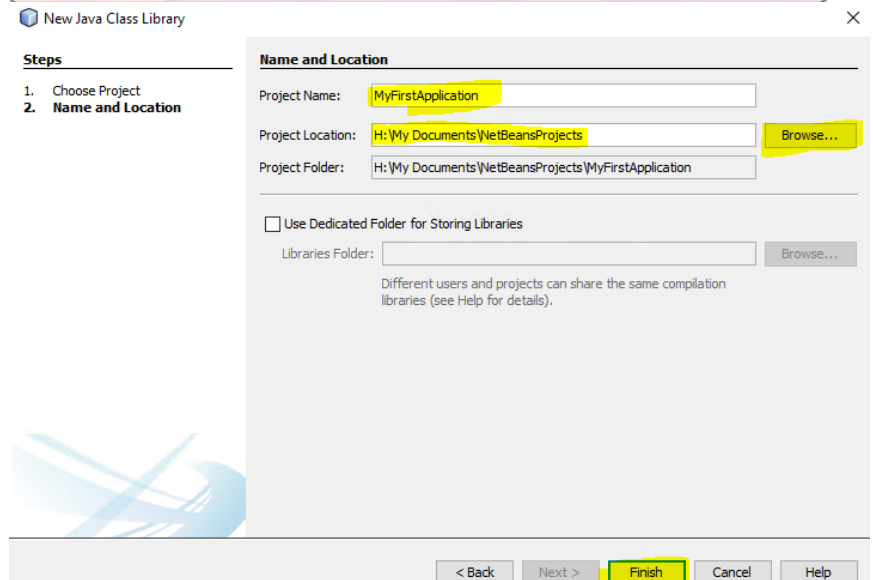 New Java Class Library
Steps
1. Choose Project
2. Name and Location
Name and Location
Project Name: MyFirstApplication
Project Location: H:\My Documents\NetBeansProjects Browse...
Project Folder: H:\My Documents\NetBeansProjects\MyFirstApplication
Use Dedicated Folder for Storing Libraries
Libraries Folder: Browse...
Different users and projects can share the same compilation
libraries (see Help for details).
< Back Next > Finish Cancel Help